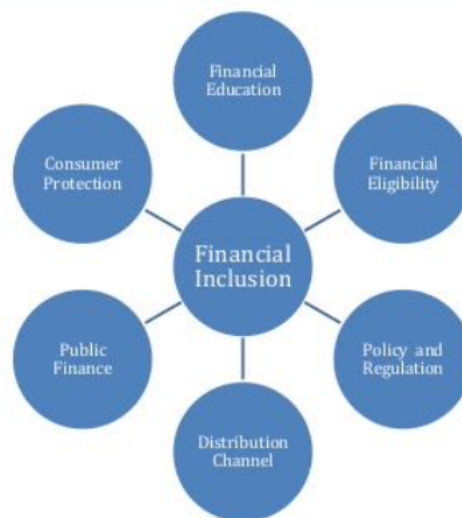 Financial
Education
Consumer
Protection
Financial
Eligibility
Financial
Inclusion
Public
Finance
Policy and
Regulation
Distribution
Channel